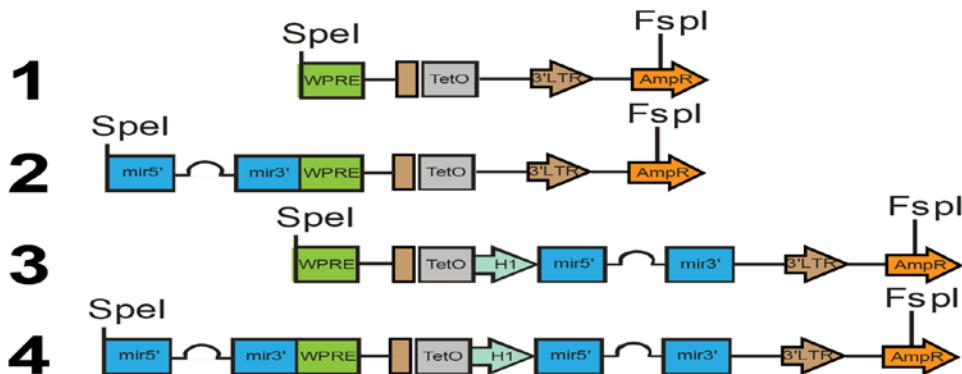 SpeI FspI
1 WPRE TetO 3'LTR AmpR
SpeI FspI
2 mir5' mir3' WPRE TetO 3'LTR AmpR
SpeI FspI
3 WPRE TetO H1 mir5' mir3' 3'LTR AmpR
SpeI FspI
4 mir5' mir3' WPRE TetO H1 mir5' mir3' 3'LTR AmpR